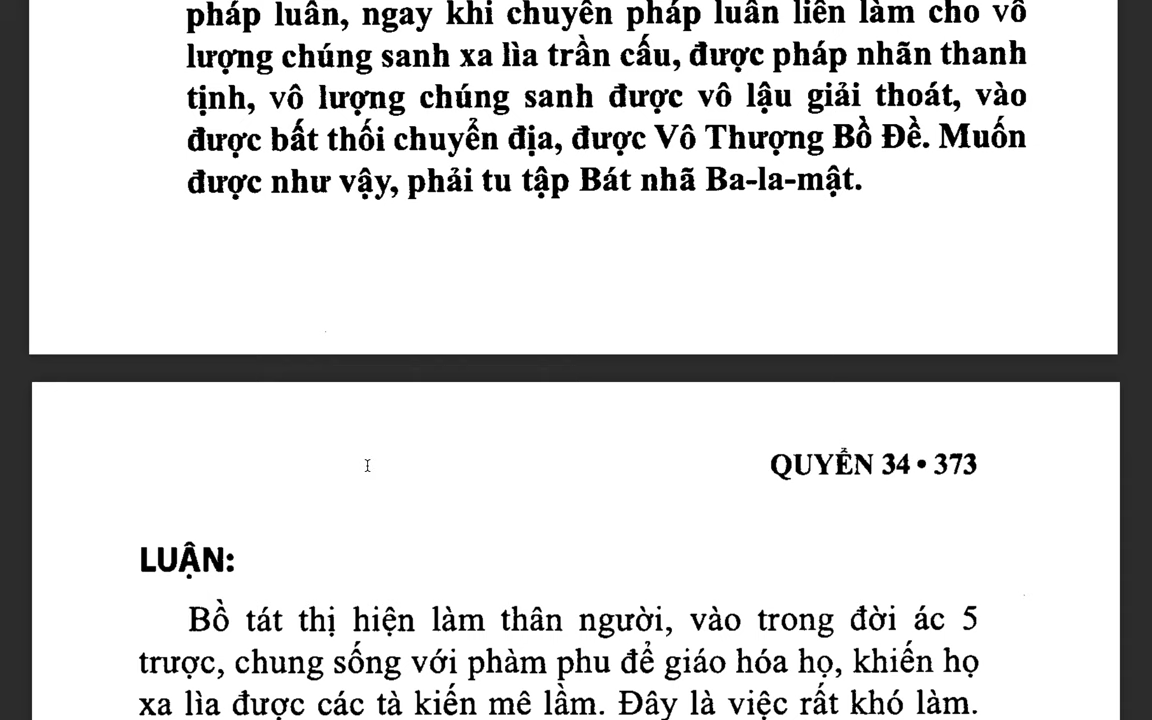 pháp luân, ngay khi chuyển pháp luân liền làm cho vô
lượng chúng sanh xa lìa trần cấu, được pháp nhãn thanh
tịnh, vô lượng chúng sanh được vô lậu giải thoát, vào
được bất thối chuyển địa, được Vô Thượng Bồ Đề. Muốn
được như vậy, phải tu tập Bát nhã Ba-la-mật.
QUYỂN 34 • 373
LUẬN:
Bồ tát thị hiện làm thân người, vào trong đời ác 5
trược, chung sống với phàm phu để giáo hóa họ, khiến họ
xa lìa được các tà kiến mê lầm. Đây là việc rất khó làm.